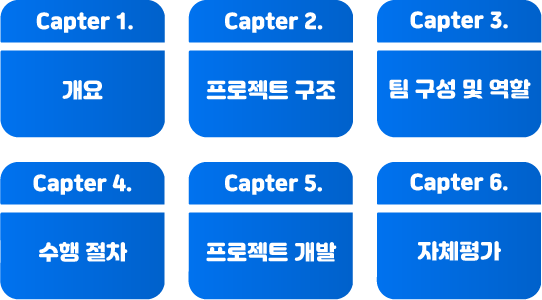 Capter 1.
개요
Capter 2.
프로젝트 구조
Capter 3.
팀 구성 및 역할
Capter 4.
수행 절차
Capter 5.
프로젝트 개발
Capter 6.
자체평가